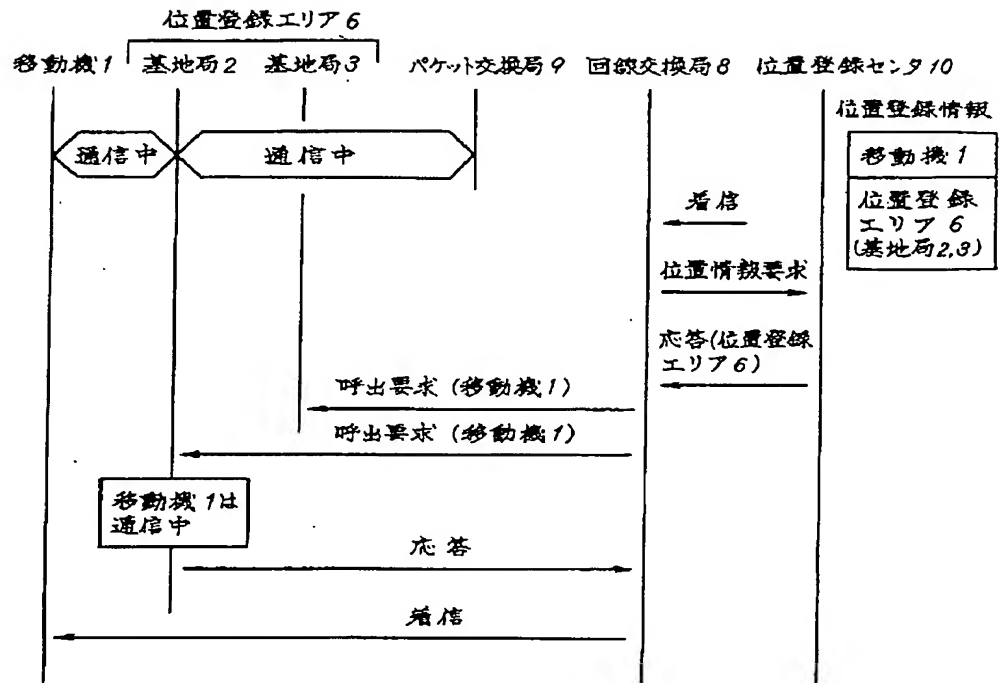 位置登録エリア6
移動機1 基地局2 基地局3 パケット交換局9 回線交換局8 位置登録センタ10
位置登録情報
通信中 通信中
移動機1
位置登録
エリア6
(基地局2,3)
着信
位置情報要求
応答(位置登録
エリア6)
呼出要求(移動機1)
呼出要求(移動機1)
移動機1は
通信中
応答
着信